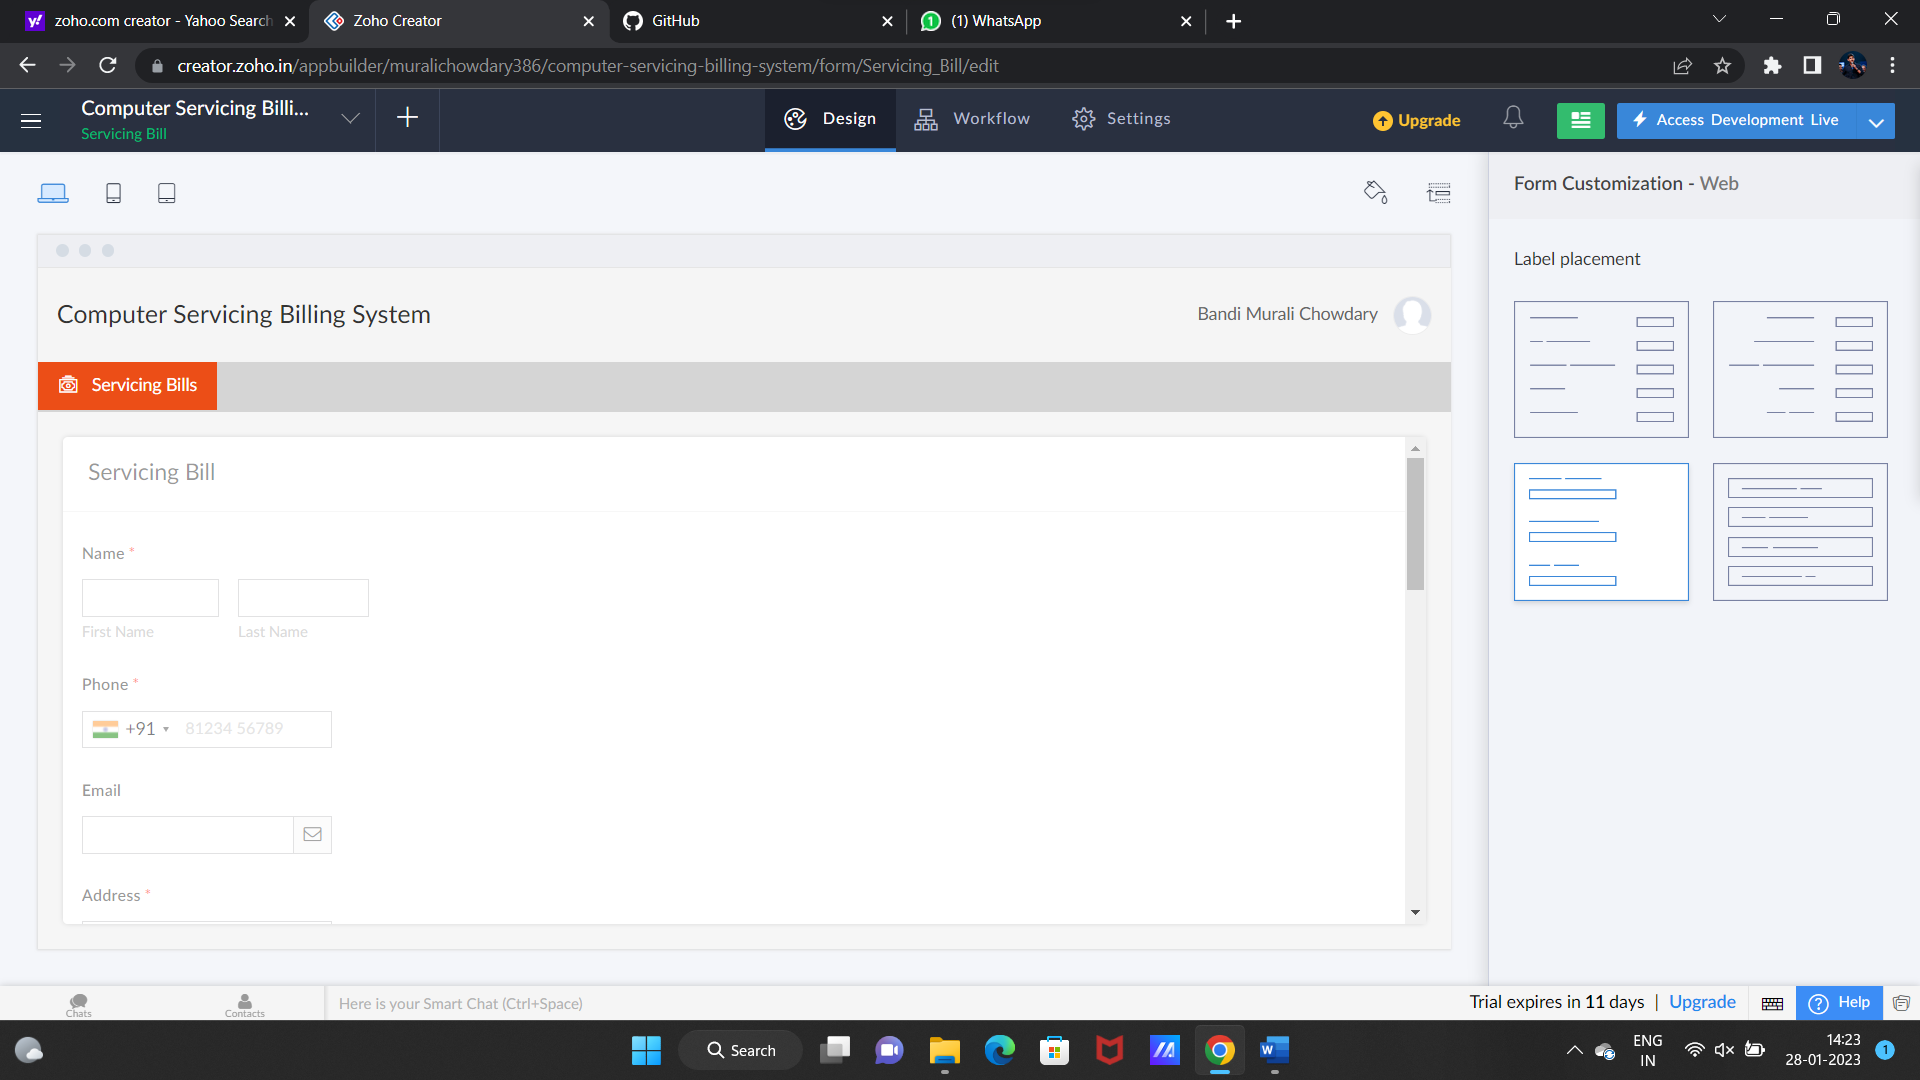 zoho.com creator - Yahoo Search
Zoho Creator
GitHub
(1) WhatsApp
creator.zoho.in/appbuilder/muralichowdary386/computer-servicing-billing-system/form/Servicing_Bill/edit
Computer Servicing Billi...
Servicing Bill
Design
Workflow
Settings
Upgrade
Access Development Live
Form Customization - Web
Label placement
Computer Servicing Billing System
Bandi Murali Chowdary
Servicing Bills
Servicing Bill
Name *
First Name
Last Name
Phone *
+91
81234 56789
Email
Address *
Chats
Contacts
Here is your Smart Chat (Ctrl+Space)
Trial expires in 11 days | Upgrade
Help
Search
ENG
IN
14:23
28-01-2023
1